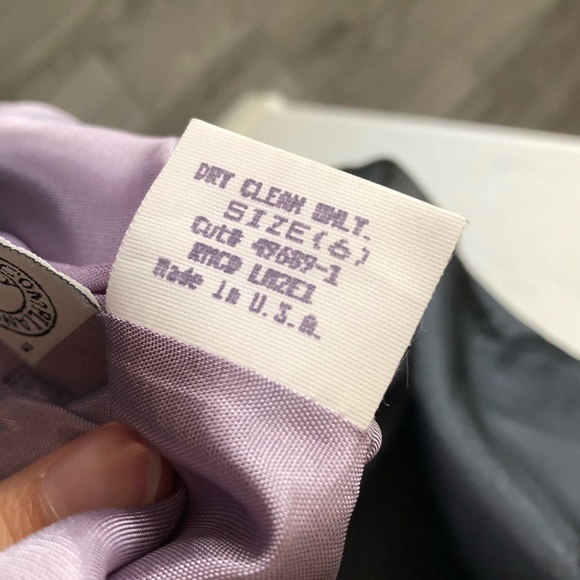 DRY CLEAN ONLY.
SIZE(6)
Cut# 49689-1
Made in U.S.A.